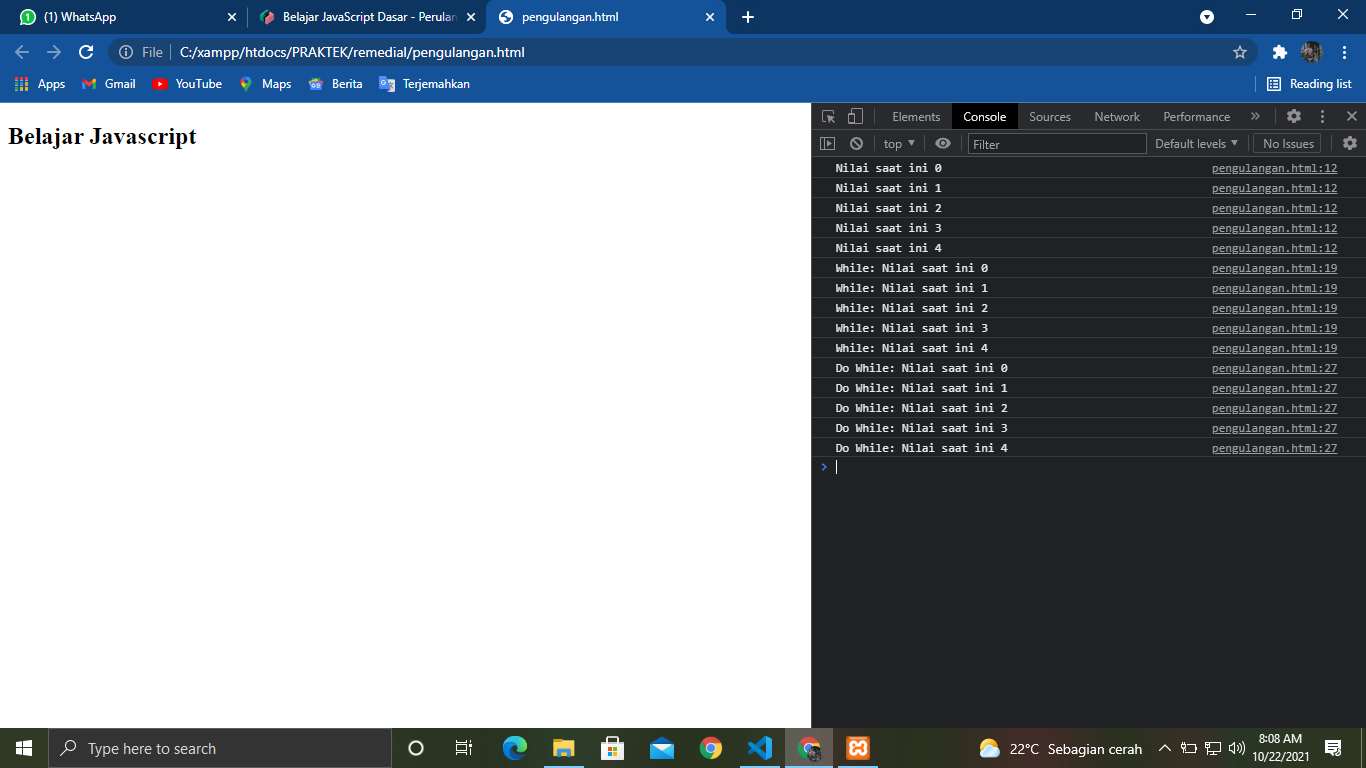 (1) WhatsApp
Belajar JavaScript Dasar - Perulan
pengulangan.html
File
C:/xampp/htdocs/PRAKTEK/remedial/pengulangan.html
Apps Gmail YouTube Maps Berita Terjemahkan Reading list
Belajar Javascript
Elements Console Sources Network Performance
top Filter Default levels No Issues
Nilai saat ini 0 pengulangan.html:12
Nilai saat ini 1 pengulangan.html:12
Nilai saat ini 2 pengulangan.html:12
Nilai saat ini 3 pengulangan.html:12
Nilai saat ini 4 pengulangan.html:12
While: Nilai saat ini 0 pengulangan.html:19
While: Nilai saat ini 1 pengulangan.html:19
While: Nilai saat ini 2 pengulangan.html:19
While: Nilai saat ini 3 pengulangan.html:19
While: Nilai saat ini 4 pengulangan.html:19
Do While: Nilai saat ini 0 pengulangan.html:27
Do While: Nilai saat ini 1 pengulangan.html:27
Do While: Nilai saat ini 2 pengulangan.html:27
Do While: Nilai saat ini 3 pengulangan.html:27
Do While: Nilai saat ini 4 pengulangan.html:27
Type here to search
22°C Sebagian cerah
8:08 AM
10/22/2021